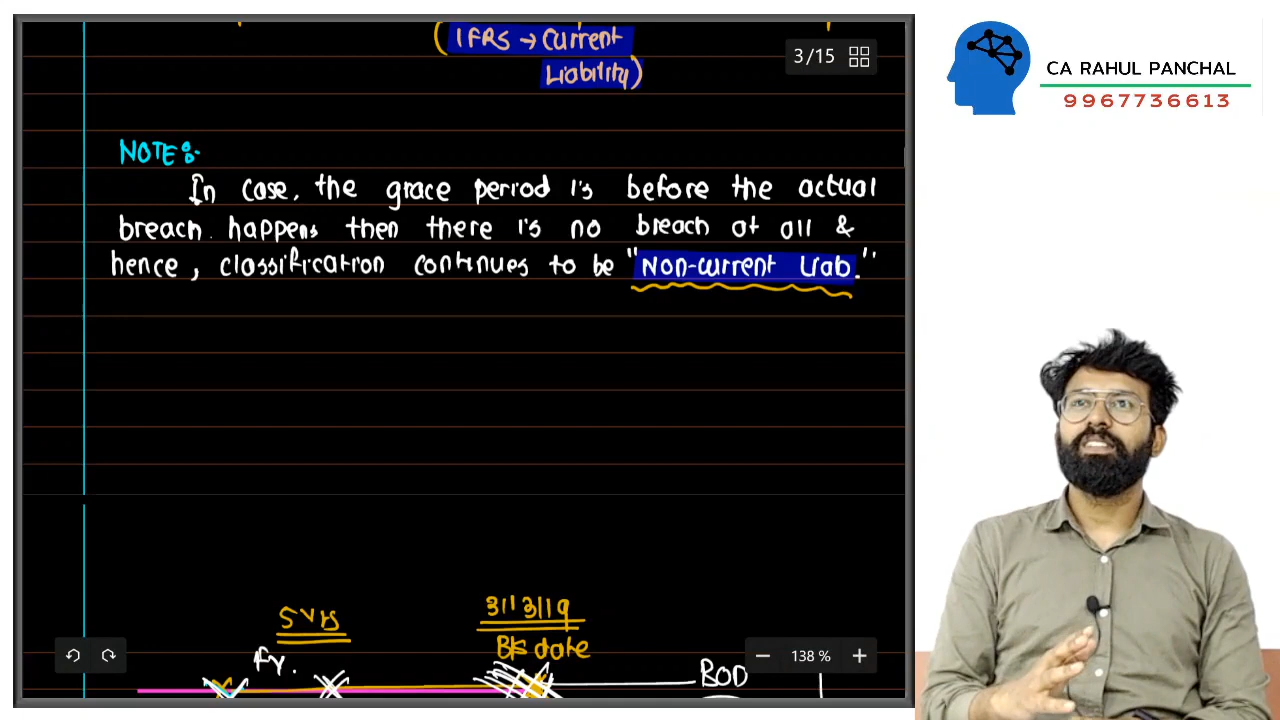 (IFRS → Current
Liability)
3/15
CA RAHUL PANCHAL
9967736613
NOTE:-
In case, the grace period is before the actual
breach happens then there is no breach at all &
hence, classification continues to be "Non-current Liab."
5 yrs
31/3/19
B/s date
fy.
BOD
138 %